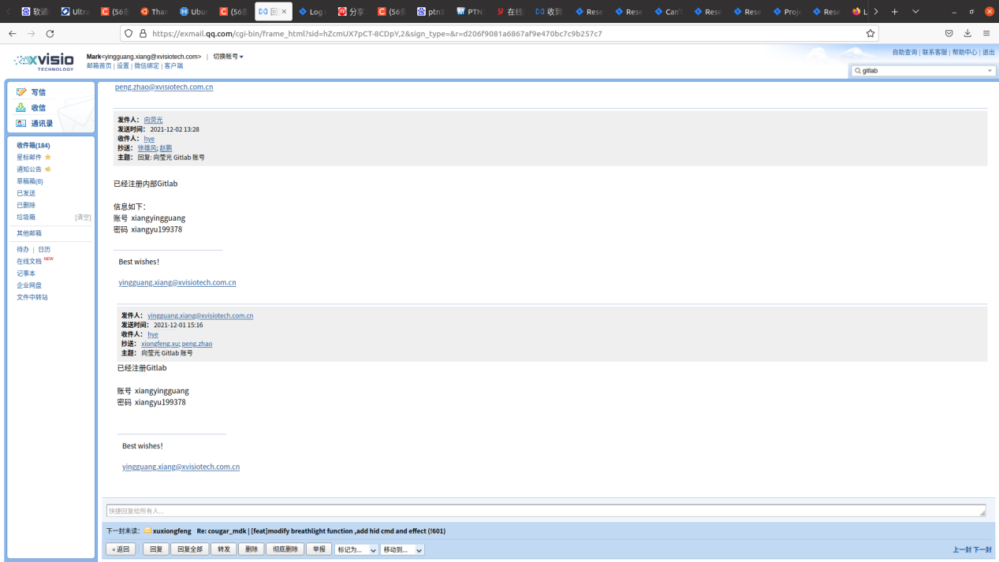 软通
Ultra
(56
Than
Ubun
(56
回
Log
分享
(56
ptn3
PTN
在线
收到
Rese
Rese
Can't
Rese
Rese
Proj
Rese
L
https://exmail.qq.com/cgi-bin/frame_html?sid=hZcmUX7pCT-8CDpY,2&sign_type=&r=d206f9081a6867af9e470bc7c9b257c7
xvisio
TECHNOLOGY
Mark<yingguang.xiang@xvisiotech.com> | 切换帐号
邮箱首页 | 设置 | 微信绑定 | 客户端
自助查询 | 联系客服 | 帮助中心 | 退出
gitlab
写信
收信
通讯录
收件箱(184)
星标邮件
通知公告
草稿箱(8)
已发送
已删除
垃圾箱 [清空]
其他邮箱
待办 | 日历
在线文档 NEW
记事本
企业网盘
文件中转站
peng.zhao@xvisiotech.com.cn
发件人： 向荧光
发送时间： 2021-12-02 13:28
收件人： hye
抄送： 徐雄风; 赵鹏
主题： 回复: 向莹光 Gitlab 账号
已经注册内部Gitlab
信息如下：
账号 xiangyingguang
密码 xiangyu199378
Best wishes！
yingguang.xiang@xvisiotech.com.cn
发件人： yingguang.xiang@xvisiotech.com.cn
发送时间： 2021-12-01 15:16
收件人： hye
抄送： xiongfeng.xu; peng.zhao
主题： 向莹光 Gitlab 账号
已经注册Gitlab
账号 xiangyingguang
密码 xiangyu199378
Best wishes！
yingguang.xiang@xvisiotech.com.cn
快捷回复给所有人...
下一封未读： xuxiongfeng Re: cougar_mdk | [feat]modify breathlight function ,add hid cmd and effect (!601)
« 返回 回复 回复全部 转发 删除 彻底删除 举报 标记为... 移动到... 上一封 下一封